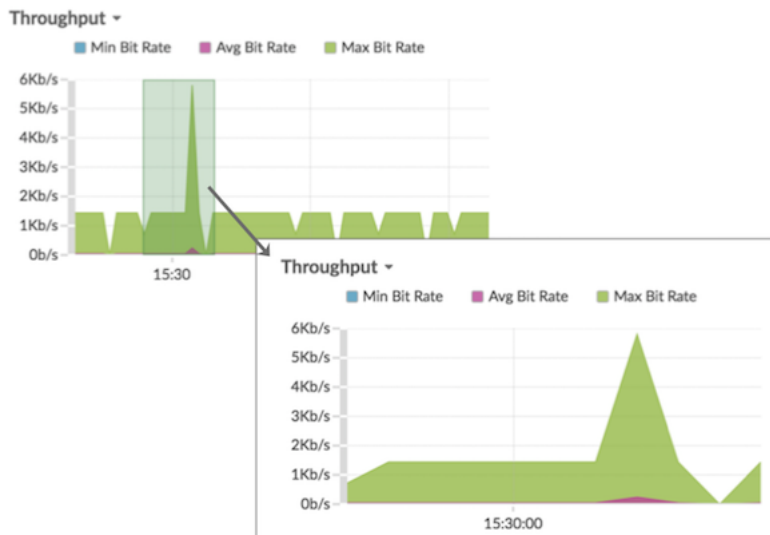 Throughput
Min Bit Rate Avg Bit Rate Max Bit Rate
6Kb/s
5Kb/s
4Kb/s
3Kb/s
2Kb/s
1Kb/s
0b/s
15:30
Throughput
Min Bit Rate Avg Bit Rate Max Bit Rate
6Kb/s
5Kb/s
4Kb/s
3Kb/s
2Kb/s
1Kb/s
0b/s
15:30:00